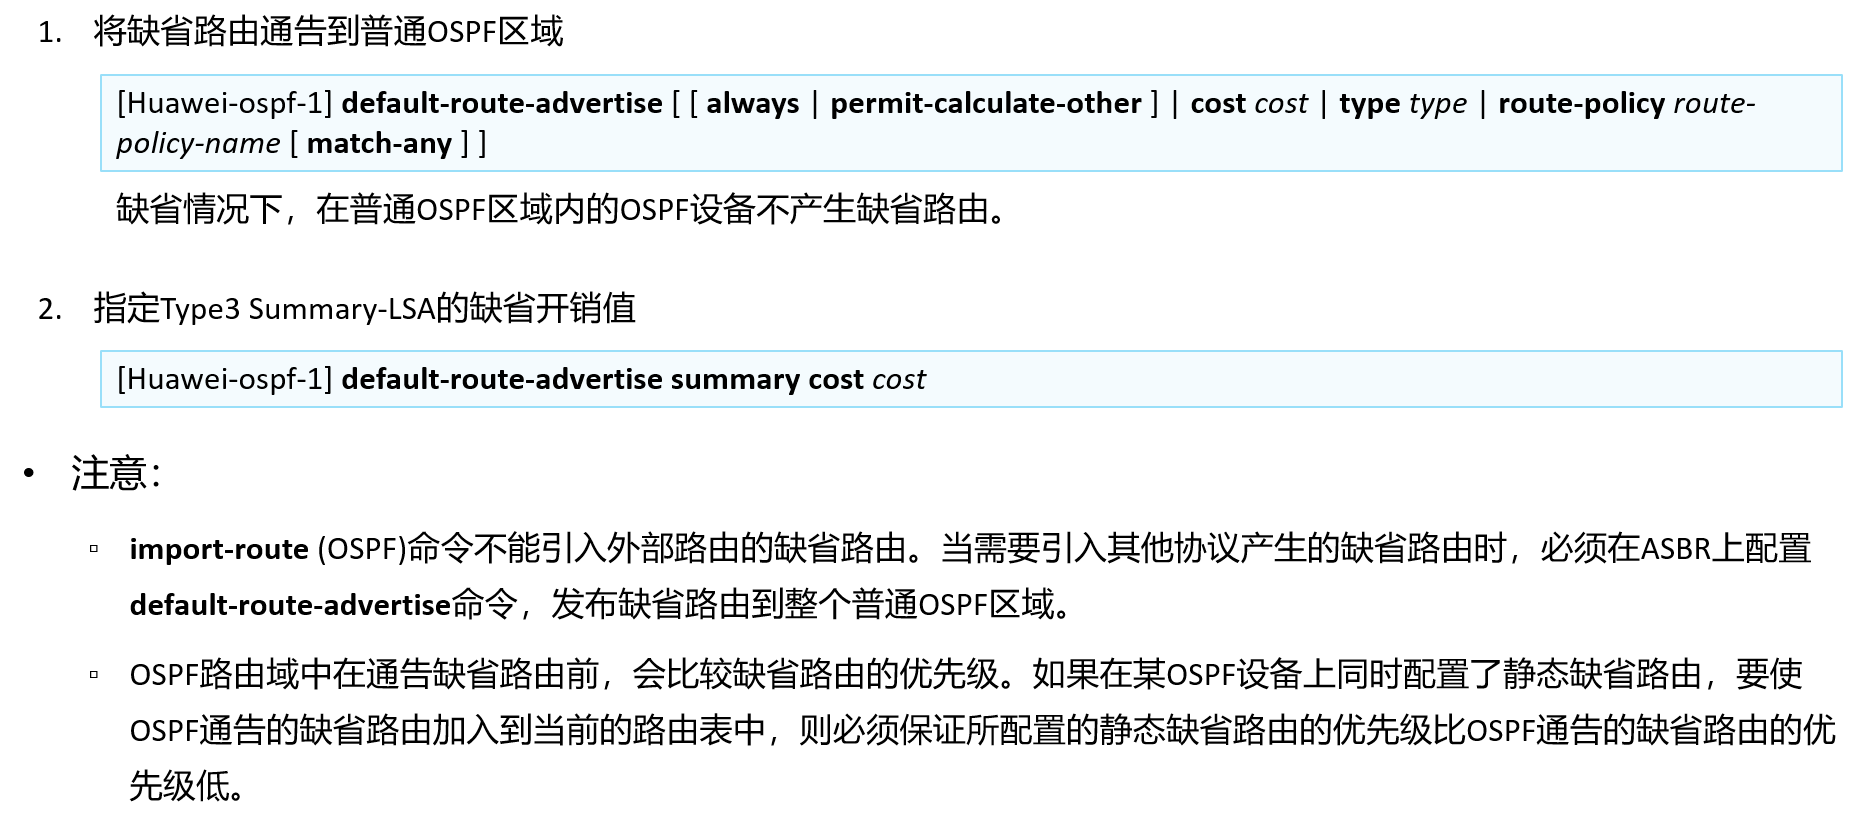 1. 将缺省路由通告到普通OSPF区域
[Huawei-ospf-1] default-route-advertise [ [ always | permit-calculate-other ] | cost cost | type type | route-policy route-
policy-name [ match-any ] ]
缺省情况下，在普通OSPF区域内的OSPF设备不产生缺省路由。
2. 指定Type3 Summary-LSA的缺省开销值
[Huawei-ospf-1] default-route-advertise summary cost cost
• 注意：
▫ import-route (OSPF)命令不能引入外部路由的缺省路由。当需要引入其他协议产生的缺省路由时，必须在ASBR上配置
default-route-advertise命令，发布缺省路由到整个普通OSPF区域。
▫ OSPF路由域中在通告缺省路由前，会比较缺省路由的优先级。如果在某OSPF设备上同时配置了静态缺省路由，要使
OSPF通告的缺省路由加入到当前的路由表中，则必须保证所配置的静态缺省路由的优先级比OSPF通告的缺省路由的优
先级低。